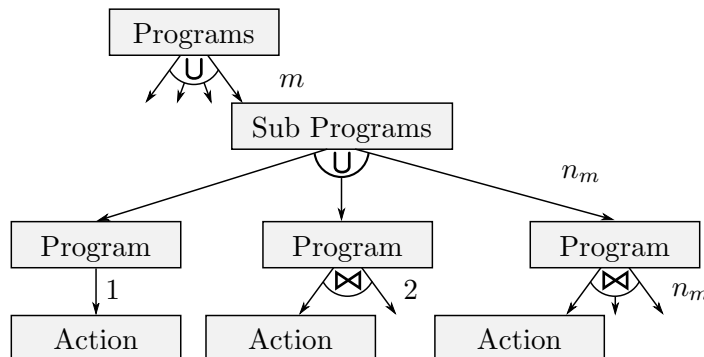 Programs
∪
m
Sub Programs
∪
n_m
Program Program Program
1 ⋈ 2 ⋈ n_m
Action Action Action